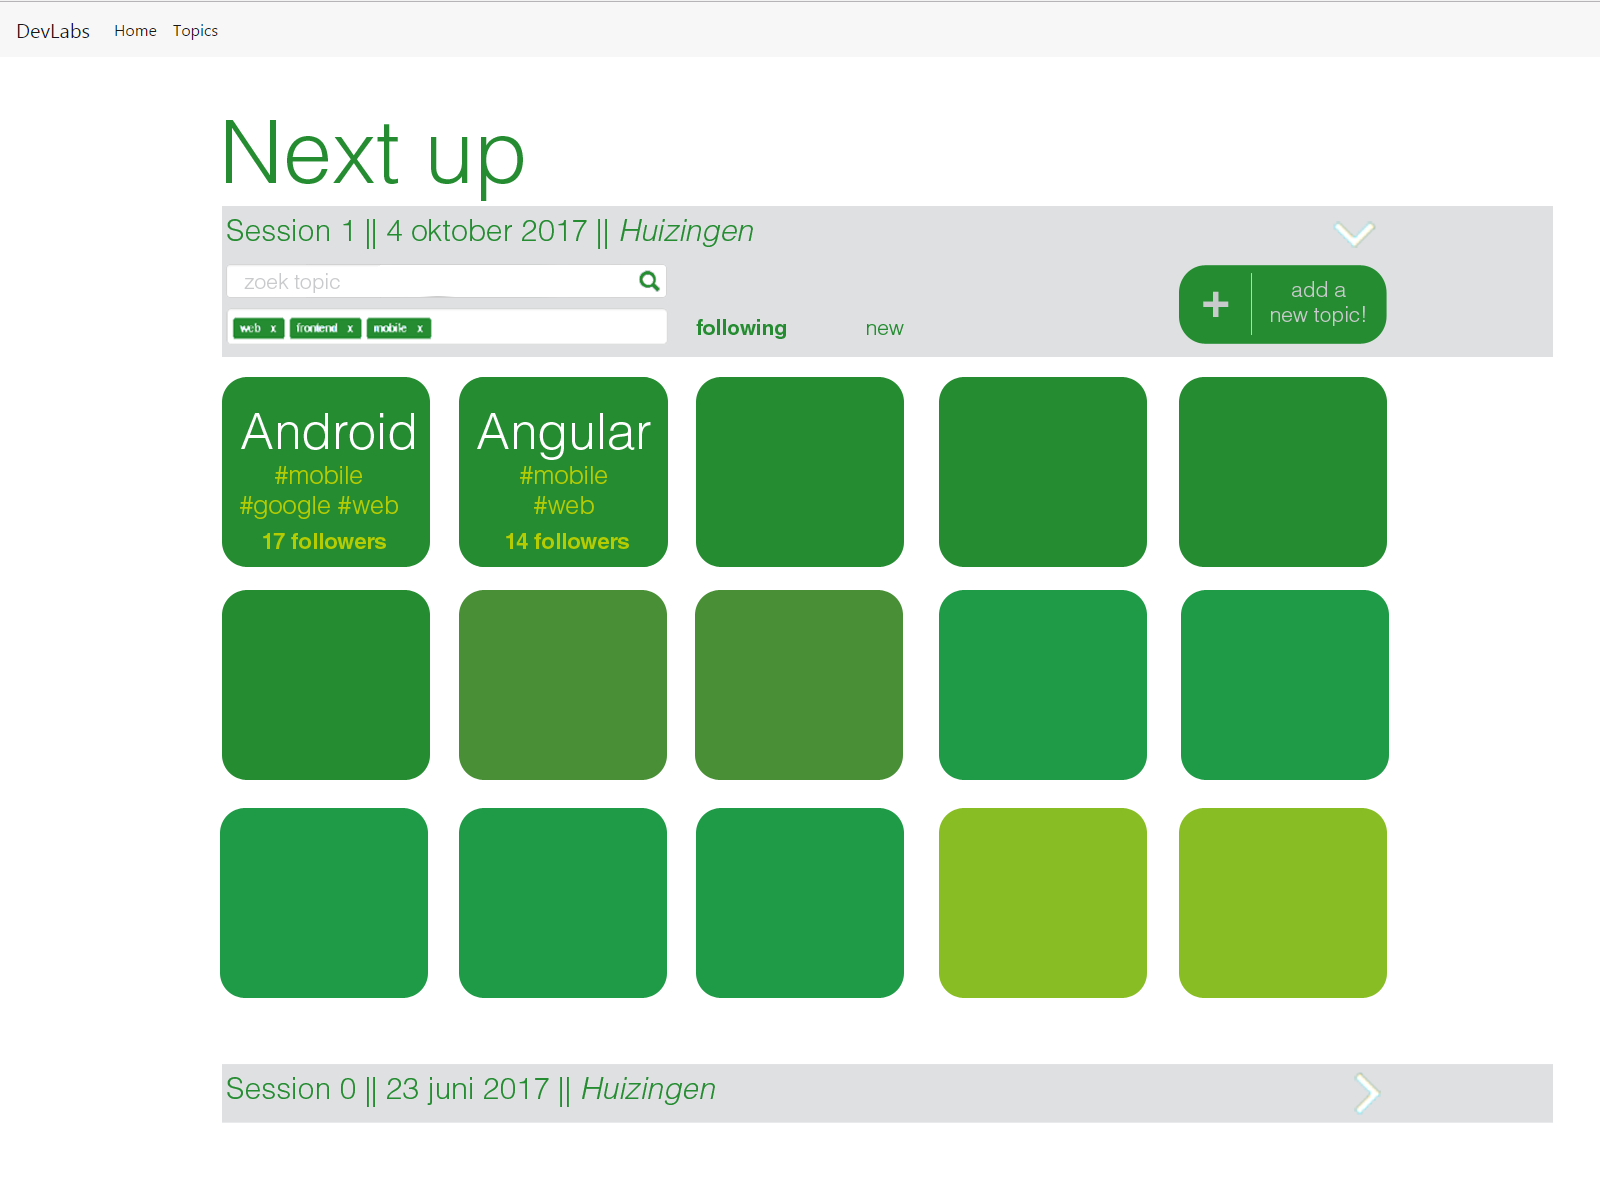 DevLabs Home Topics
Next up
Session 1 || 4 oktober 2017 || Huizingen
zoek topic
web x frontend x mobile x
following new
+ add a
new topic!
Android
#mobile
#google #web
17 followers
Angular
#mobile
#web
14 followers
Session 0 || 23 juni 2017 || Huizingen